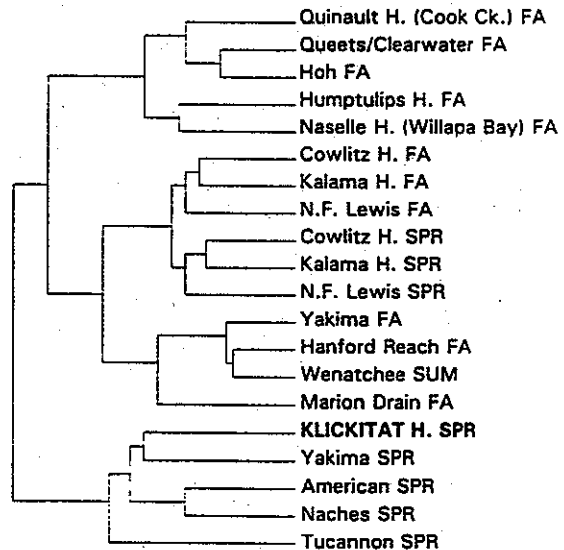 Quinault H. (Cook Ck.) FA
Queets/Clearwater FA
Hoh FA
Humptulips H. FA
Naselle H. (Willapa Bay) FA
Cowlitz H. FA
Kalama H. FA
N.F. Lewis FA
Cowlitz H. SPR
Kalama H. SPR
N.F. Lewis SPR
Yakima FA
Hanford Reach FA
Wenatchee SUM
Marion Drain FA
KLICKITAT H. SPR
Yakima SPR
American SPR
Naches SPR
Tucannon SPR